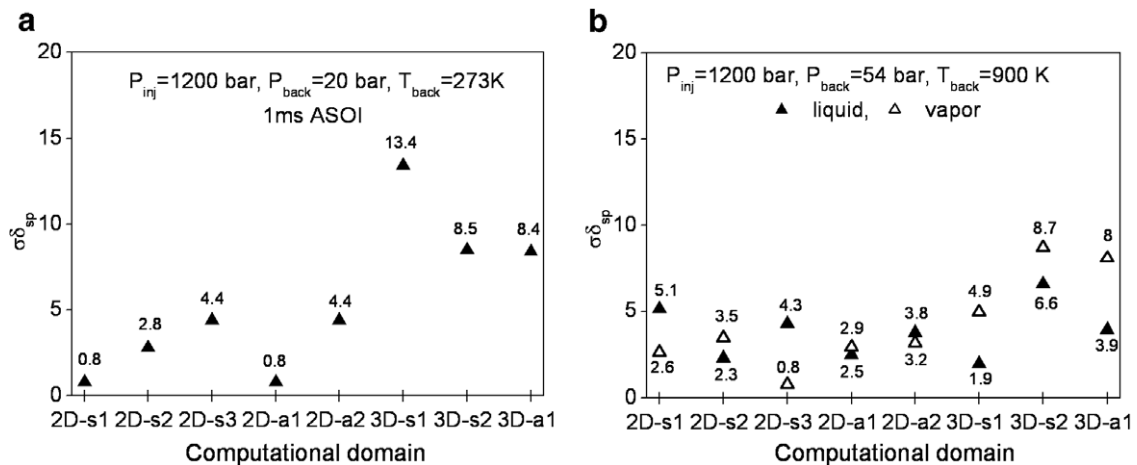 a
20
P_inj=1200 bar, P_back=20 bar, T_back=273K
1ms ASOI
15
13.4
10
8.5
8.4
σδ_sp
5
4.4
4.4
2.8
0.8
0.8
0
2D-s1 2D-s2 2D-s3 2D-a1 2D-a2 3D-s1 3D-s2 3D-a1
Computational domain
b
20
P_inj=1200 bar, P_back=54 bar, T_back=900 K
liquid, vapor
15
10
8.7
8
σδ_sp
6.6
5
5.1
4.3
3.8
4.9
3.5
2.9
3.9
2.6
2.3
0.8
2.5
3.2
1.9
0
2D-s1 2D-s2 2D-s3 2D-a1 2D-a2 3D-s1 3D-s2 3D-a1
Computational domain